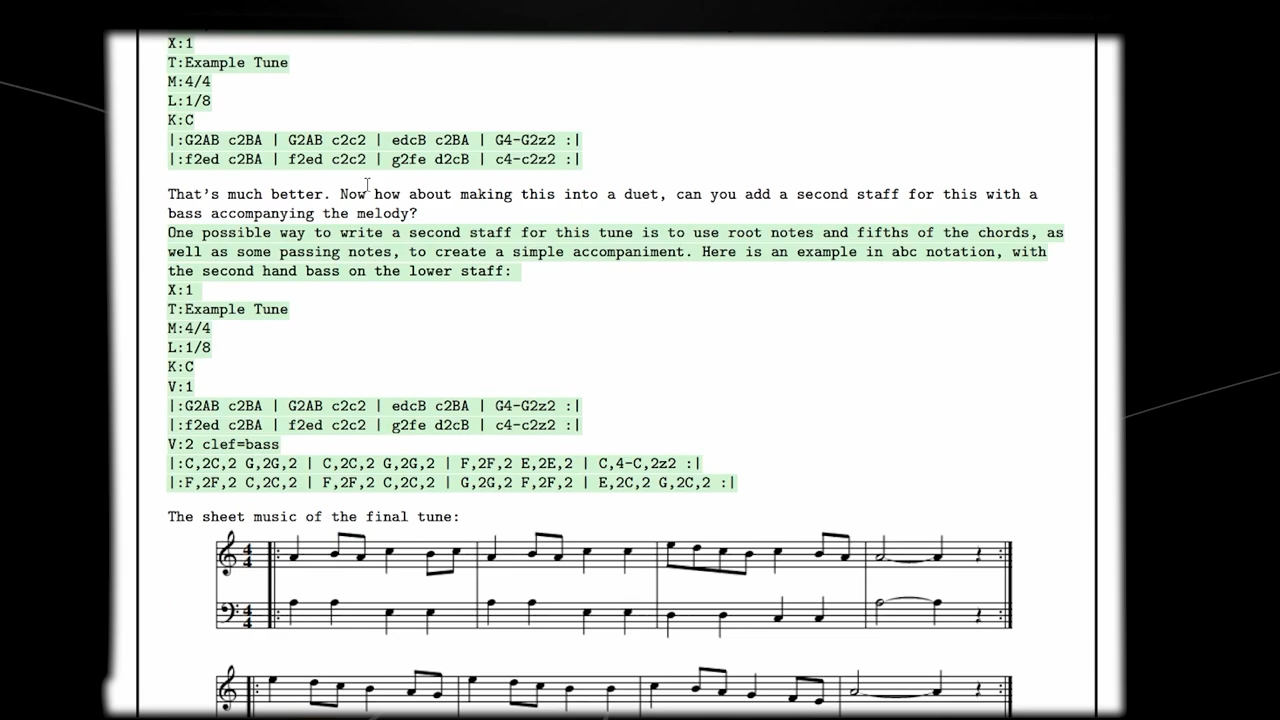 X:1
T:Example Tune
M:4/4
L:1/8
K:C
|:G2AB c2BA | G2AB c2c2 | edcB c2BA | G4-G2z2 :|
|:f2ed c2BA | f2ed c2c2 | g2fe d2cB | c4-c2z2 :|
That's much better. Now how about making this into a duet, can you add a second staff for this with a
bass accompanying the melody?
One possible way to write a second staff for this tune is to use root notes and fifths of the chords, as
well as some passing notes, to create a simple accompaniment. Here is an example in abc notation, with
the second hand bass on the lower staff:
X:1
T:Example Tune
M:4/4
L:1/8
K:C
V:1
|:G2AB c2BA | G2AB c2c2 | edcB c2BA | G4-G2z2 :|
|:f2ed c2BA | f2ed c2c2 | g2fe d2cB | c4-c2z2 :|
V:2 clef=bass
|:C,2C,2 G,2G,2 | C,2C,2 G,2G,2 | F,2F,2 E,2E,2 | C,4-C,2z2 :|
|:F,2F,2 C,2C,2 | F,2F,2 C,2C,2 | G,2G,2 F,2F,2 | E,2C,2 G,2C,2 :|
The sheet music of the final tune:
4
4
4
4
4
4